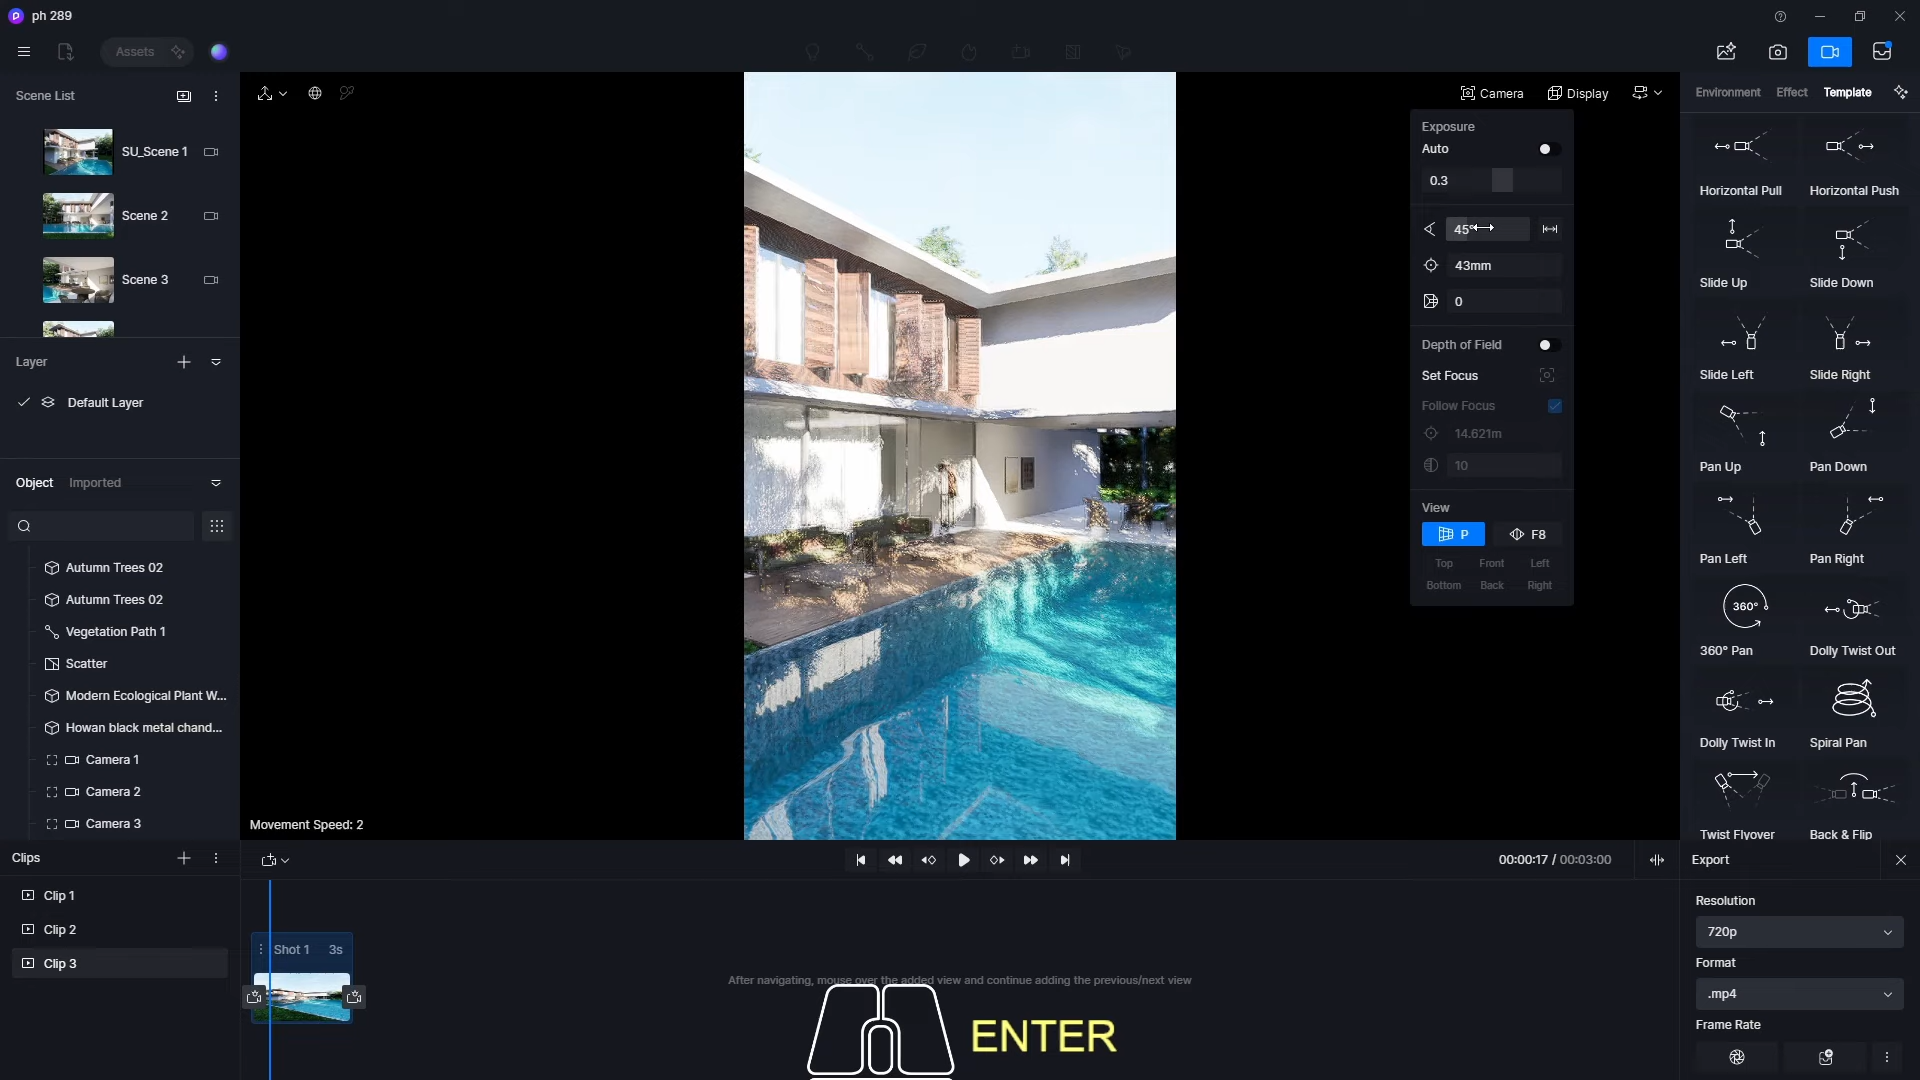 ph 289
Assets
Scene List
SU_Scene 1
Scene 2
Scene 3
Layer
Default Layer
Object Imported
Autumn Trees 02
Autumn Trees 02
Vegetation Path 1
Scatter
Modern Ecological Plant W...
Howan black metal chand...
Camera 1
Camera 2
Camera 3
Camera Display
Exposure
Auto
0.3
45°
43mm
0
Depth of Field
Set Focus
Follow Focus
14.621m
10
View
P F8
Top Front Left
Bottom Back Right
Movement Speed: 2
Environment Effect Template
Horizontal Pull Horizontal Push
Slide Up Slide Down
Slide Left Slide Right
Pan Up Pan Down
Pan Left Pan Right
360°
360° Pan Dolly Twist Out
Dolly Twist In Spiral Pan
Twist Flyover Back & Flip
Clips
Clip 1
Clip 2
Clip 3
00:00:17 / 00:03:00
Shot 1 3s
After navigating, mouse over the added view and continue adding the previous/next view
ENTER
Export
Resolution
720p
Format
.mp4
Frame Rate